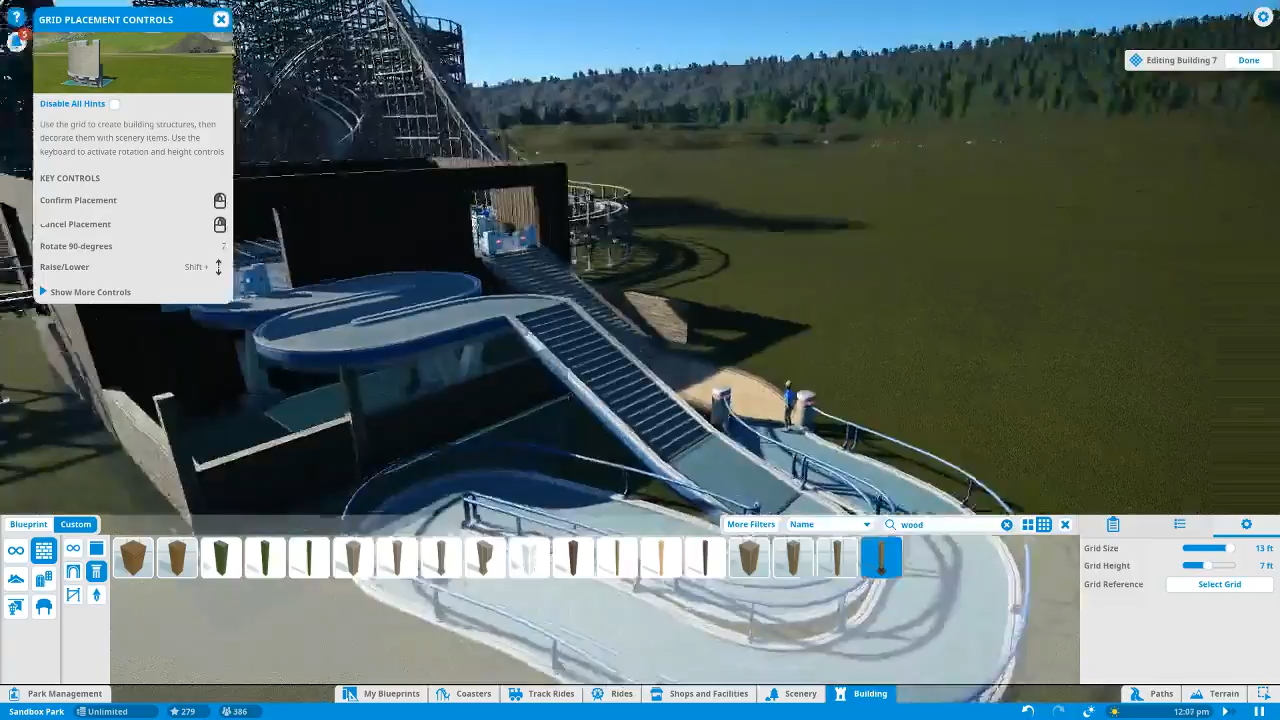 GRID PLACEMENT CONTROLS
5
Disable All Hints
Use the grid to create building structures, then
decorate them with scenery items. Use the
keyboard to activate rotation and height controls
KEY CONTROLS
Confirm Placement
Cancel Placement
Rotate 90-degrees
Raise/Lower Shift +
Show More Controls
Editing Building 7 Done
Blueprint Custom
More Filters Name wood
Grid Size 13 ft
Grid Height 7 ft
Grid Reference Select Grid
Park Management My Blueprints Coasters Track Rides Rides Shops and Facilities Scenery Building Paths Terrain
Sandbox Park Unlimited 279 386 12:07 pm